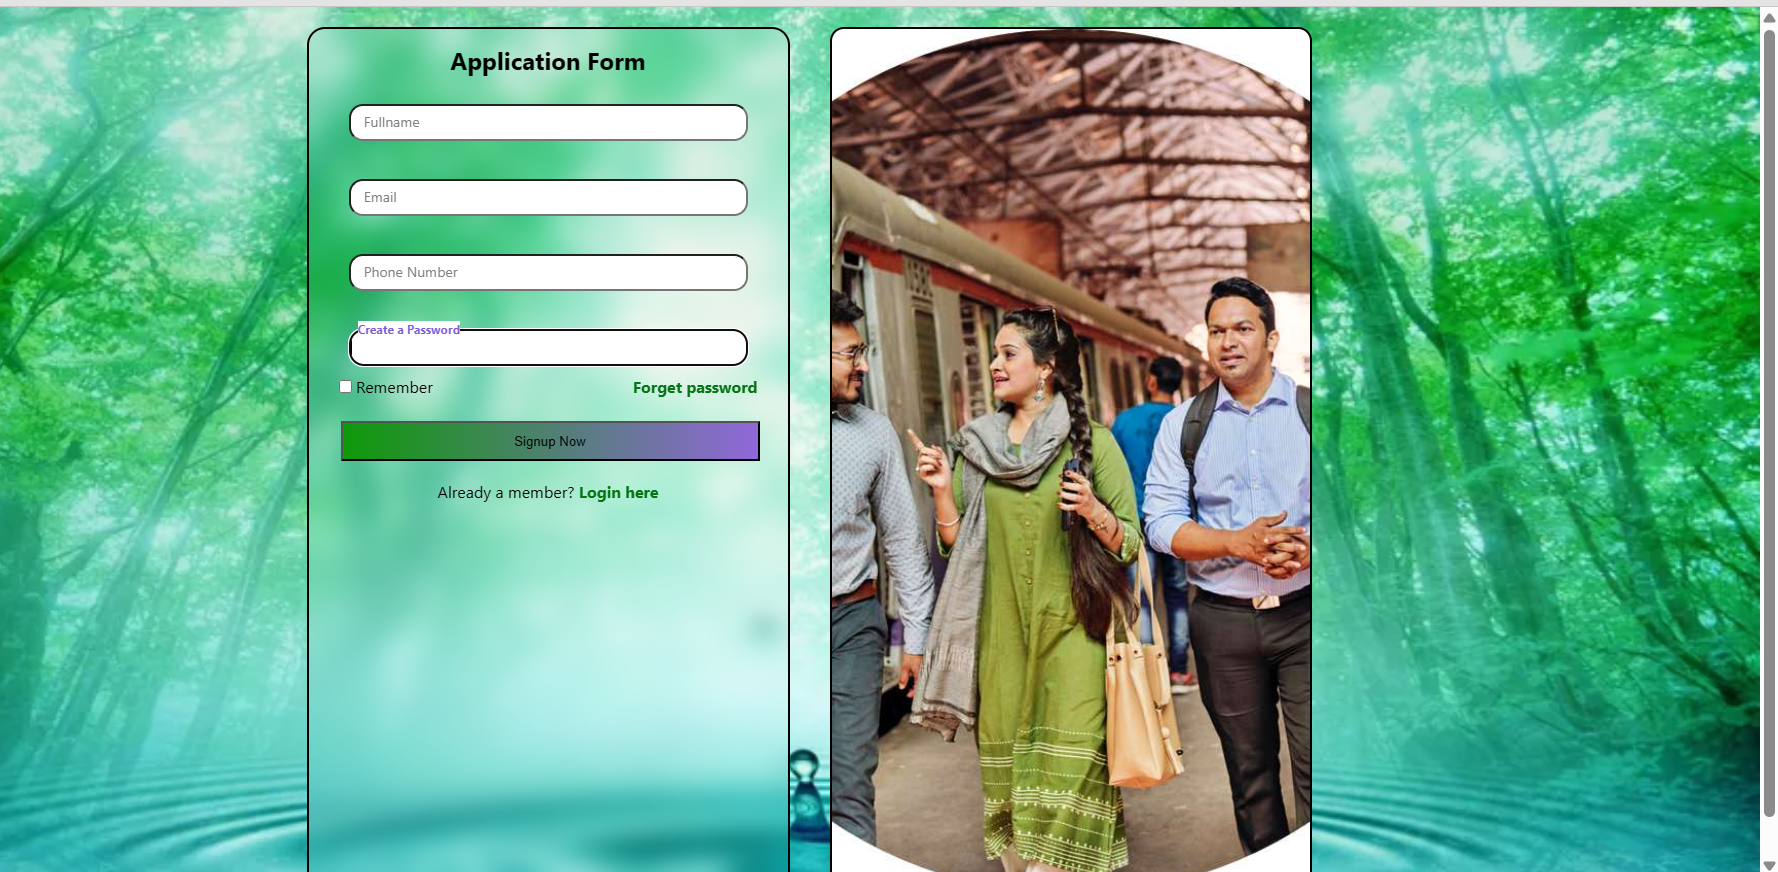 Application Form
Fullname
Email
Phone Number
Create a Password
Remember Forget password
Signup Now
Already a member? Login here